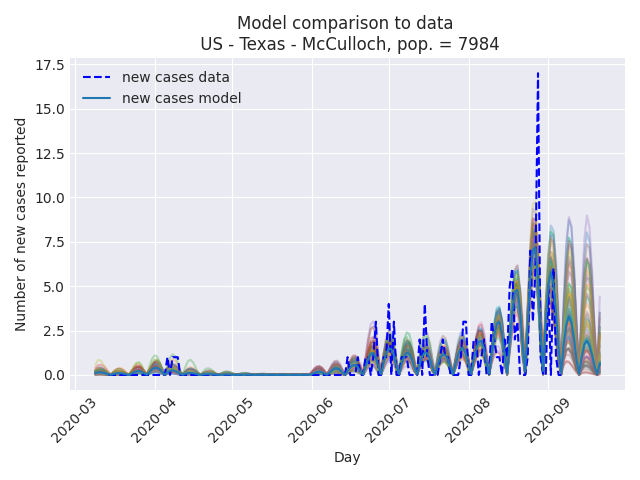 Model comparison to data
US - Texas - McCulloch, pop. = 7984
new cases data
new cases model
Number of new cases reported
17.5
15.0
12.5
10.0
7.5
5.0
2.5
0.0
2020-03
2020-04
2020-05
2020-06
2020-07
2020-08
2020-09
Day